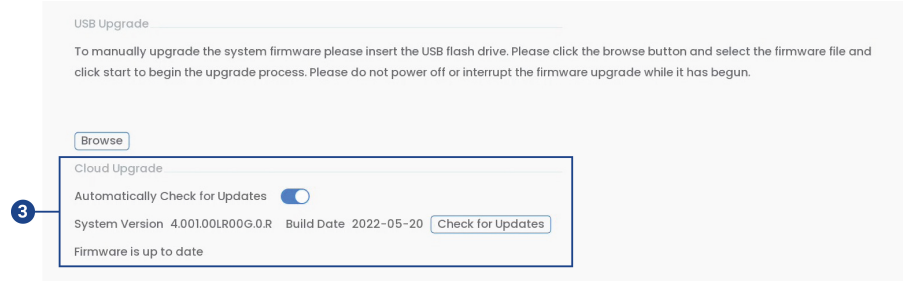 USB Upgrade
To manually upgrade the system firmware please insert the USB flash drive. Please click the browse button and select the firmware file and
click start to begin the upgrade process. Please do not power off or interrupt the firmware upgrade while it has begun.
Browse
Cloud Upgrade
Automatically Check for Updates
3
System Version 4.001.00LR00G.0.R Build Date 2022-05-20 Check for Updates
Firmware is up to date